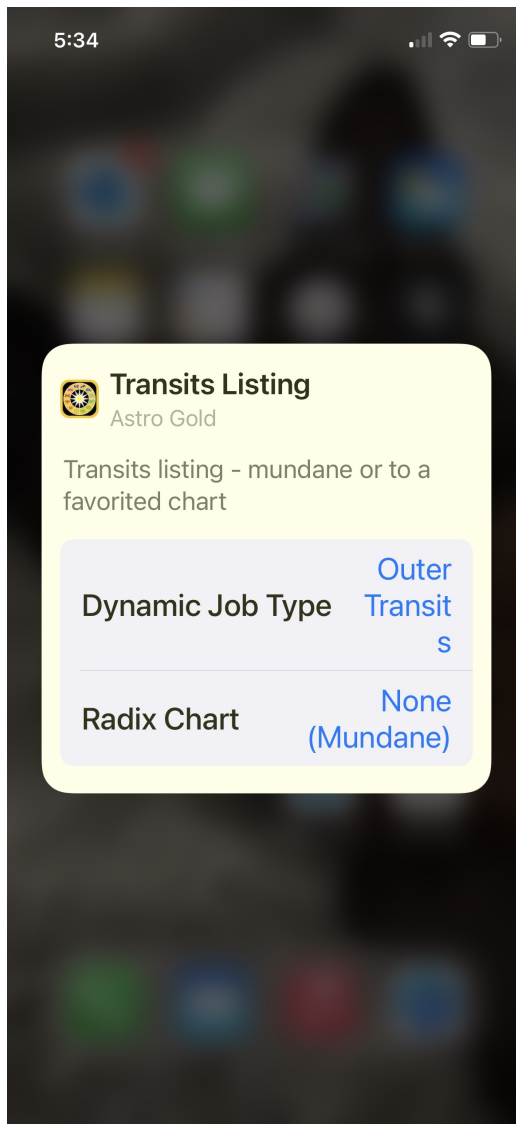 5:34
Transits Listing
Astro Gold
Transits listing - mundane or to a
favorited chart
Dynamic Job Type
Outer
Transit
s
Radix Chart
None
(Mundane)